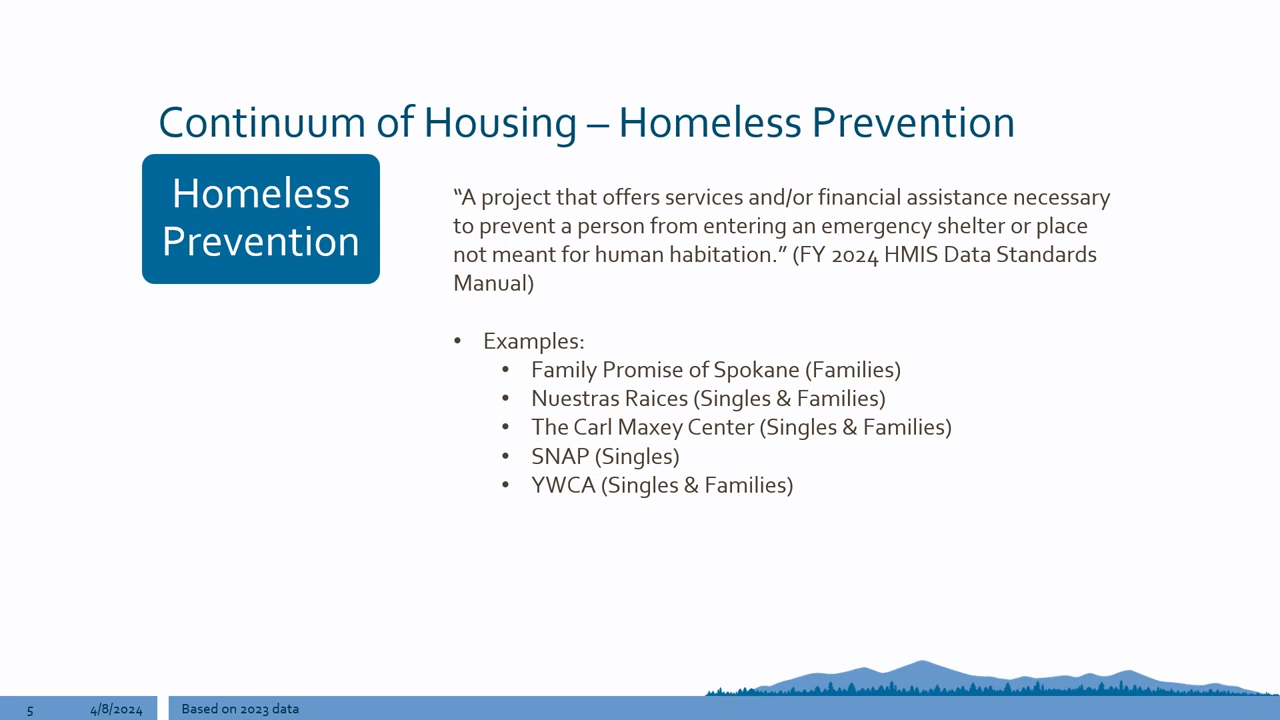 Continuum of Housing – Homeless Prevention
Homeless
Prevention
“A project that offers services and/or financial assistance necessary
to prevent a person from entering an emergency shelter or place
not meant for human habitation.” (FY 2024 HMIS Data Standards
Manual)
• Examples:
• Family Promise of Spokane (Families)
• Nuestras Raices (Singles & Families)
• The Carl Maxey Center (Singles & Families)
• SNAP (Singles)
• YWCA (Singles & Families)
5 4/8/2024 Based on 2023 data